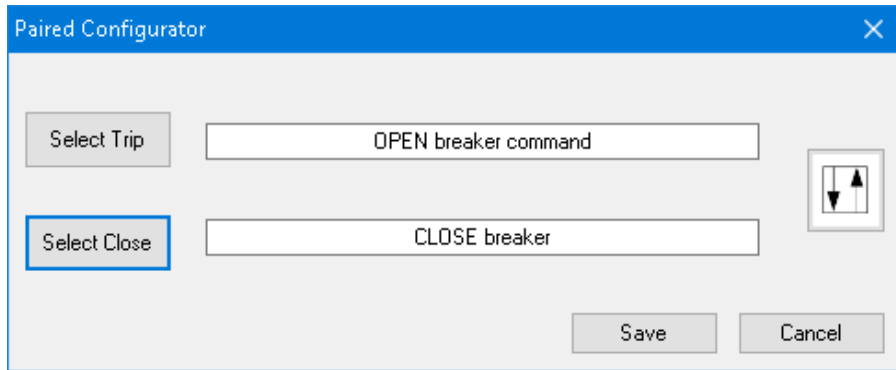 Paired Configurator
Select Trip
OPEN breaker command
Select Close
CLOSE breaker
Save
Cancel